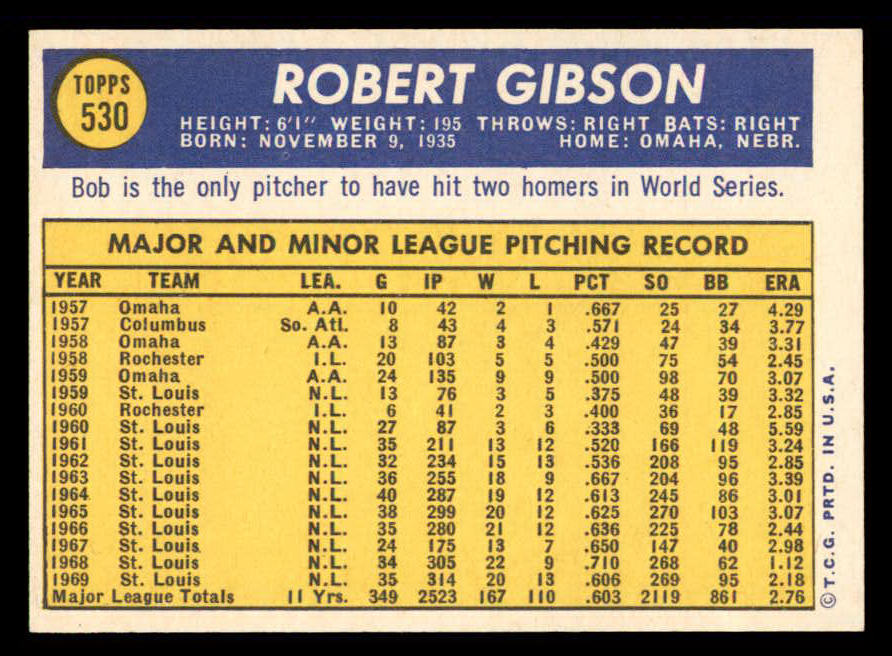 TOPPS
530
ROBERT GIBSON
HEIGHT: 6'1" WEIGHT: 195 THROWS: RIGHT BATS: RIGHT
BORN: NOVEMBER 9, 1935 HOME: OMAHA, NEBR.
Bob is the only pitcher to have hit two homers in World Series.
MAJOR AND MINOR LEAGUE PITCHING RECORD
YEAR TEAM LEA. G IP W L PCT SO BB ERA
1957 Omaha A.A. 10 42 2 1 .667 25 27 4.29
1957 Columbus So. Atl. 8 43 4 3 .571 24 34 3.77
1958 Omaha A.A. 13 87 3 4 .429 47 39 3.31
1958 Rochester I.L. 20 103 5 5 .500 75 54 2.45
1959 Omaha A.A. 24 135 9 9 .500 98 70 3.07
1959 St. Louis N.L. 13 76 3 5 .375 48 39 3.32
1960 Rochester I.L. 6 41 2 3 .400 36 17 2.85
1960 St. Louis N.L. 27 87 3 6 .333 69 48 5.59
1961 St. Louis N.L. 35 211 13 12 .520 166 119 3.24
1962 St. Louis N.L. 32 234 15 13 .536 208 95 2.85
1963 St. Louis N.L. 36 255 18 9 .667 204 96 3.39
1964 St. Louis N.L. 40 287 19 12 .613 245 86 3.01
1965 St. Louis N.L. 38 299 20 12 .625 270 103 3.07
1966 St. Louis N.L. 35 280 21 12 .636 225 78 2.44
1967 St. Louis N.L. 24 175 13 7 .650 147 40 2.98
1968 St. Louis N.L. 34 305 22 9 .710 268 62 1.12
1969 St. Louis N.L. 35 314 20 13 .606 269 95 2.18
Major League Totals 11 Yrs. 349 2523 167 110 .603 2119 861 2.76
©T.C.G. PRTD. IN U.S.A.